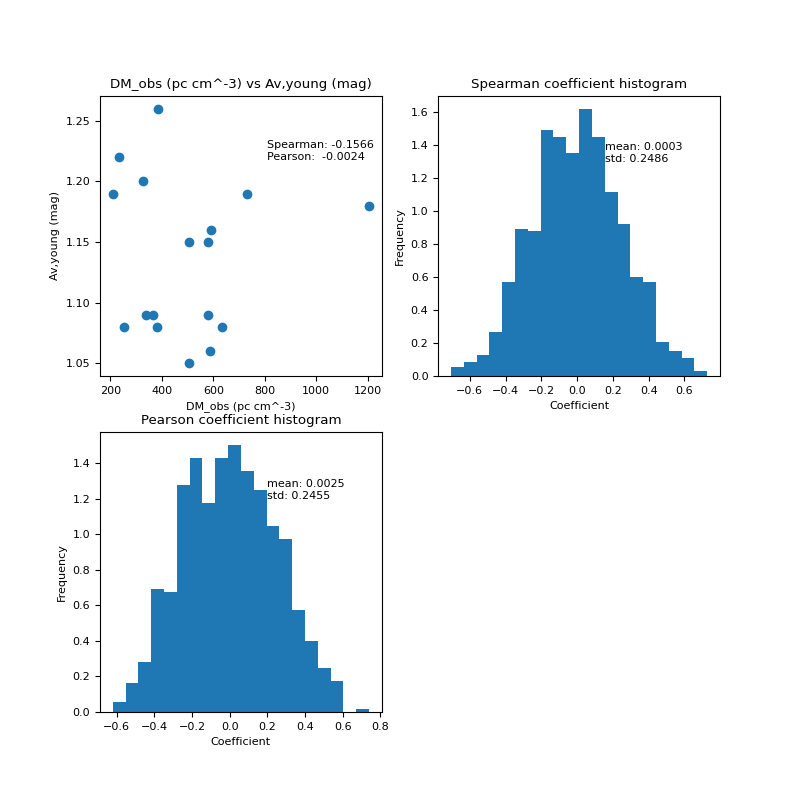 DM_obs (pc cm^-3) vs Av,young (mag)
1.25
1.20
1.15
1.10
1.05
Av,young (mag)
Spearman: -0.1566
Pearson: -0.0024
200 400 600 800 1000 1200
DM_obs (pc cm^-3)
Spearman coefficient histogram
1.6
1.4
1.2
1.0
0.8
0.6
0.4
0.2
0.0
Frequency
mean: 0.0003
std: 0.2486
−0.6 −0.4 −0.2 0.0 0.2 0.4 0.6
Coefficient
Pearson coefficient histogram
1.4
1.2
1.0
0.8
0.6
0.4
0.2
0.0
Frequency
mean: 0.0025
std: 0.2455
−0.6 −0.4 −0.2 0.0 0.2 0.4 0.6 0.8
Coefficient